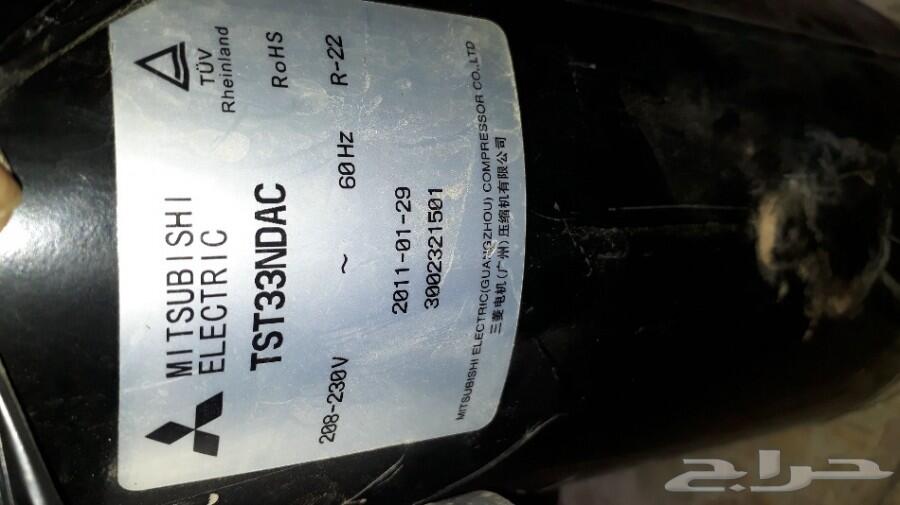 MITSUBISHI
ELECTRIC
TÜV
Rheinland
TST33NDAC
RoHS
208-230V ~ 60Hz R-22
2011-01-29
3002321501
MITSUBISHI ELECTRIC(GUANGZHOU) COMPRESSOR CO.,LTD
三菱电机(广州)压缩机有限公司
حراج